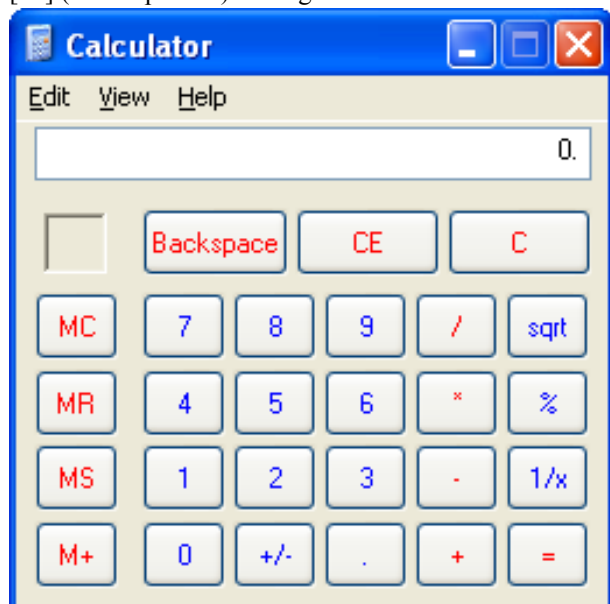 Calculator
Edit View Help
0.
Backspace CE C
MC 7 8 9 / sqrt
MR 4 5 6 * %
MS 1 2 3 - 1/x
M+ 0 +/- . + =